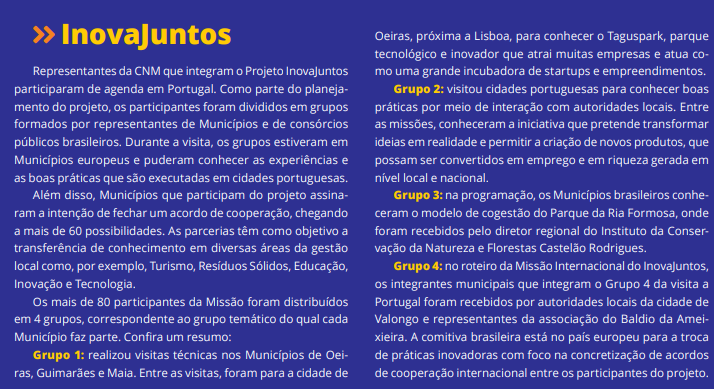 InovaJuntos
Representantes da CNM que integram o Projeto InovaJuntos
participaram de agenda em Portugal. Como parte do planeja-
mento do projeto, os participantes foram divididos em grupos
formados por representantes de Municípios e de consórcios
públicos brasileiros. Durante a visita, os grupos estiveram em
Municípios europeus e puderam conhecer as experiências e
as boas práticas que são executadas em cidades portuguesas.
Além disso, Municípios que participam do projeto assina-
ram a intenção de fechar um acordo de cooperação, chegando
a mais de 60 possibilidades. As parcerias têm como objetivo a
transferência de conhecimento em diversas áreas da gestão
local como, por exemplo, Turismo, Resíduos Sólidos, Educação,
Inovação e Tecnologia.
Os mais de 80 participantes da Missão foram distribuídos
em 4 grupos, correspondente ao grupo temático do qual cada
Município faz parte. Confira um resumo:
Grupo 1: realizou visitas técnicas nos Municípios de Oei-
ras, Guimarães e Maia. Entre as visitas, foram para a cidade de
Oeiras, próxima a Lisboa, para conhecer o Taguspark, parque
tecnológico e inovador que atrai muitas empresas e atua co-
mo uma grande incubadora de startups e empreendimentos.
Grupo 2: visitou cidades portuguesas para conhecer boas
práticas por meio de interação com autoridades locais. Entre
as missões, conheceram a iniciativa que pretende transformar
ideias em realidade e permitir a criação de novos produtos, que
possam ser convertidos em emprego e em riqueza gerada em
nível local e nacional.
Grupo 3: na programação, os Municípios brasileiros conhe-
ceram o modelo de cogestão do Parque da Ria Formosa, onde
foram recebidos pelo diretor regional do Instituto da Conser-
vação da Natureza e Florestas Castelão Rodrigues.
Grupo 4: no roteiro da Missão Internacional do InovaJuntos,
os integrantes municipais que integram o Grupo 4 da visita a
Portugal foram recebidos por autoridades locais da cidade de
Valongo e representantes da associação do Baldio da Amei-
xieira. A comitiva brasileira está no país europeu para a troca
de práticas inovadoras com foco na concretização de acordos
de cooperação internacional entre os participantes do projeto.